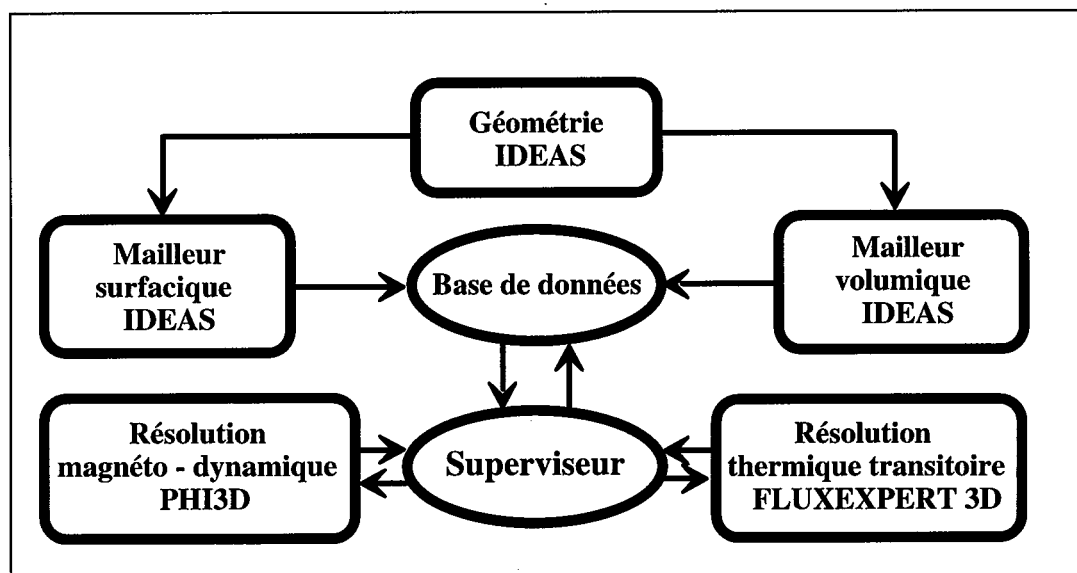 Géométrie
IDEAS
Mailleur
surfacique
IDEAS
Base de données
Mailleur
volumique
IDEAS
Résolution
magnéto - dynamique
PHI3D
Superviseur
Résolution
thermique transitoire
FLUXEXPERT 3D